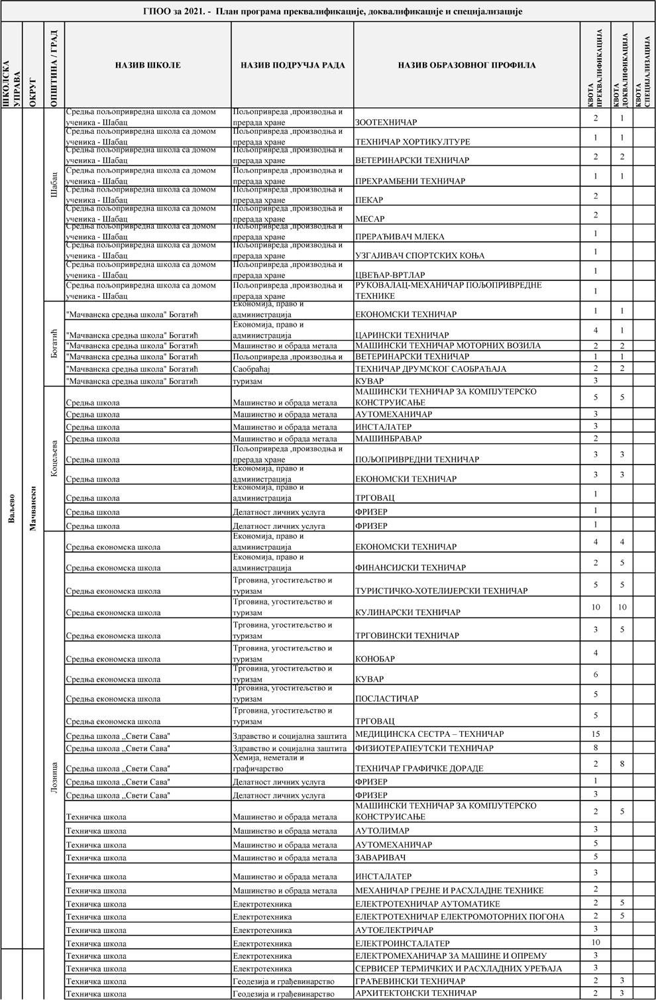 ГПОО за 2021. - План програма преквалификације, доквалификације и специјализације
ШКОЛСКА УПРАВА
ОКРУГ
ОПШТИНА / ГРАД
НАЗИВ ШКОЛЕ
НАЗИВ ПОДРУЧЈА РАДА
НАЗИВ ОБРАЗОВНОГ ПРОФИЛА
КВОТА ПРЕКВАЛИФИКАЦИЈА
КВОТА ДОКВАЛИФИКАЦИЈА
КВОТА СПЕЦИЈАЛИЗАЦИЈА
Ваљево
Мачвански
Шабац
Средња пољопривредна школа са домом ученика - Шабац Пољопривреда ,производња и прерада хране ЗООТЕХНИЧАР 2 1
Средња пољопривредна школа са домом ученика - Шабац Пољопривреда ,производња и прерада хране ТЕХНИЧАР ХОРТИКУЛТУРЕ 1 1
Средња пољопривредна школа са домом ученика - Шабац Пољопривреда ,производња и прерада хране ВЕТЕРИНАРСКИ ТЕХНИЧАР 2 2
Средња пољопривредна школа са домом ученика - Шабац Пољопривреда ,производња и прерада хране ПРЕХРАМБЕНИ ТЕХНИЧАР 1 1
Средња пољопривредна школа са домом ученика - Шабац Пољопривреда ,производња и прерада хране ПЕКАР 2
Средња пољопривредна школа са домом ученика - Шабац Пољопривреда ,производња и прерада хране МЕСАР 2
Средња пољопривредна школа са домом ученика - Шабац Пољопривреда ,производња и прерада хране ПРЕРАЂИВАЧ МЛЕКА 1
Средња пољопривредна школа са домом ученика - Шабац Пољопривреда ,производња и прерада хране УЗГАЈИВАЧ СПОРТСКИХ КОЊА 1
Средња пољопривредна школа са домом ученика - Шабац Пољопривреда ,производња и прерада хране ЦВЕЋАР-ВРТЛАР 1
Средња пољопривредна школа са домом ученика - Шабац Пољопривреда ,производња и прерада хране РУКОВАЛАЦ-МЕХАНИЧАР ПОЉОПРИВРЕДНЕ ТЕХНИКЕ 1
Богатић
"Мачванска средња школа" Богатић Економија, право и администрација ЕКОНОМСКИ ТЕХНИЧАР 1 1
"Мачванска средња школа" Богатић Економија, право и администрација ЦАРИНСКИ ТЕХНИЧАР 4 1
"Мачванска средња школа" Богатић Машинство и обрада метала МАШИНСКИ ТЕХНИЧАР МОТОРНИХ ВОЗИЛА 2 2
"Мачванска средња школа" Богатић Пољопривреда ,производња и ВЕТЕРИНАРСКИ ТЕХНИЧАР 1 1
"Мачванска средња школа" Богатић Саобраћај ТЕХНИЧАР ДРУМСКОГ САОБРАЋАЈА 2 2
"Мачванска средња школа" Богатић туризам КУВАР 3
Коцељева
Средња школа Машинство и обрада метала МАШИНСКИ ТЕХНИЧАР ЗА КОМПЈУТЕРСКО КОНСТРУИСАЊЕ 5 5
Средња школа Машинство и обрада метала АУТОМЕХАНИЧАР 3
Средња школа Машинство и обрада метала ИНСТАЛАТЕР 3
Средња школа Машинство и обрада метала МАШИНБРАВАР 2
Средња школа Пољопривреда ,производња и прерада хране ПОЉОПРИВРЕДНИ ТЕХНИЧАР 3 3
Средња школа Економија, право и администрација ЕКОНОМСКИ ТЕХНИЧАР 3 3
Средња школа Економија, право и администрација ТРГОВАЦ 1
Средња школа Делатност личних услуга ФРИЗЕР 1
Средња школа Делатност личних услуга ФРИЗЕР 1
Лозница
Средња економска школа Економија, право и администрација ЕКОНОМСКИ ТЕХНИЧАР 4 4
Средња економска школа Економија, право и администрација ФИНАНСИЈСКИ ТЕХНИЧАР 2 5
Средња економска школа Трговина, угоститељство и туризам ТУРИСТИЧКО-ХОТЕЛИЈЕРСКИ ТЕХНИЧАР 5 5
Средња економска школа Трговина, угоститељство и туризам КУЛИНАРСКИ ТЕХНИЧАР 10 10
Средња економска школа Трговина, угоститељство и туризам ТРГОВИНСКИ ТЕХНИЧАР 3 5
Средња економска школа Трговина, угоститељство и туризам КОНОБАР 4
Средња економска школа Трговина, угоститељство и туризам КУВАР 6
Средња економска школа Трговина, угоститељство и туризам ПОСЛАСТИЧАР 5
Средња економска школа Трговина, угоститељство и туризам ТРГОВАЦ 5
Средња школа ,,Свети Сава" Здравство и социјална заштита МЕДИЦИНСКА СЕСТРА – ТЕХНИЧАР 15
Средња школа ,,Свети Сава" Здравство и социјална заштита ФИЗИОТЕРАПЕУТСКИ ТЕХНИЧАР 8
Средња школа ,,Свети Сава" Хемија, неметали и графичарство ТЕХНИЧАР ГРАФИЧКЕ ДОРАДЕ 2 8
Средња школа ,,Свети Сава" Делатност личних услуга ФРИЗЕР 1
Средња школа ,,Свети Сава" Делатност личних услуга ФРИЗЕР 3
Техничка школа Машинство и обрада метала МАШИНСКИ ТЕХНИЧАР ЗА КОМПЈУТЕРСКО КОНСТРУИСАЊЕ 2 5
Техничка школа Машинство и обрада метала АУТОЛИМАР 3
Техничка школа Машинство и обрада метала АУТОМЕХАНИЧАР 5
Техничка школа Машинство и обрада метала ЗАВАРИВАЧ 5
Техничка школа Машинство и обрада метала ИНСТАЛАТЕР 3
Техничка школа Машинство и обрада метала МЕХАНИЧАР ГРЕЈНЕ И РАСХЛАДНЕ ТЕХНИКЕ 2
Техничка школа Електротехника ЕЛЕКТРОТЕХНИЧАР АУТОМАТИКЕ 2 5
Техничка школа Електротехника ЕЛЕКТРОТЕХНИЧАР ЕЛЕКТРОМОТОРНИХ ПОГОНА 2 5
Техничка школа Електротехника АУТОЕЛЕКТРИЧАР 3
Техничка школа Електротехника ЕЛЕКТРОИНСТАЛАТЕР 10
Техничка школа Електротехника ЕЛЕКТРОМЕХАНИЧАР ЗА МАШИНЕ И ОПРЕМУ 3
Техничка школа Електротехника СЕРВИСЕР ТЕРМИЧКИХ И РАСХЛАДНИХ УРЕЂАЈА 3
Техничка школа Геодезија и грађевинарство ГРАЂЕВИНСКИ ТЕХНИЧАР 2 3
Техничка школа Геодезија и грађевинарство АРХИТЕКТОНСКИ ТЕХНИЧАР 2 3